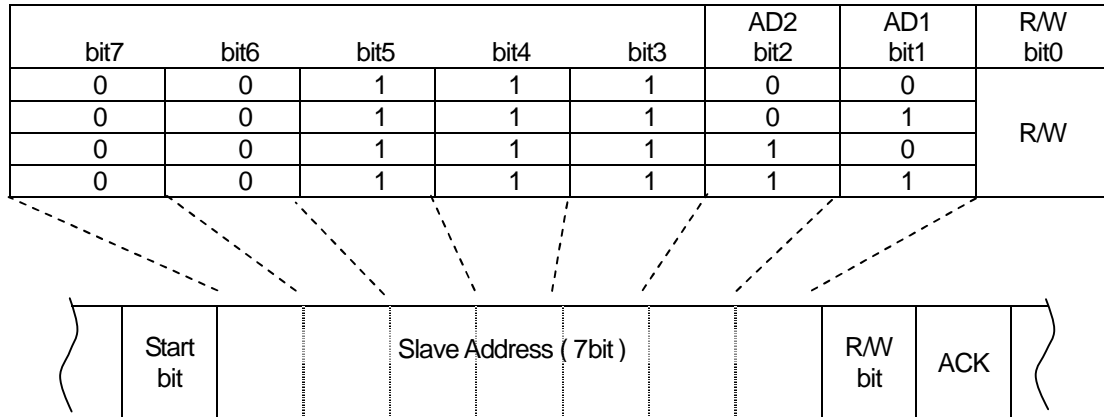 AD2 AD1 R/W
bit7 bit6 bit5 bit4 bit3 bit2 bit1 bit0
0 0 1 1 1 0 0 R/W
0 0 1 1 1 0 1
0 0 1 1 1 1 0
0 0 1 1 1 1 1
Start bit Slave Address ( 7bit ) R/W bit ACK